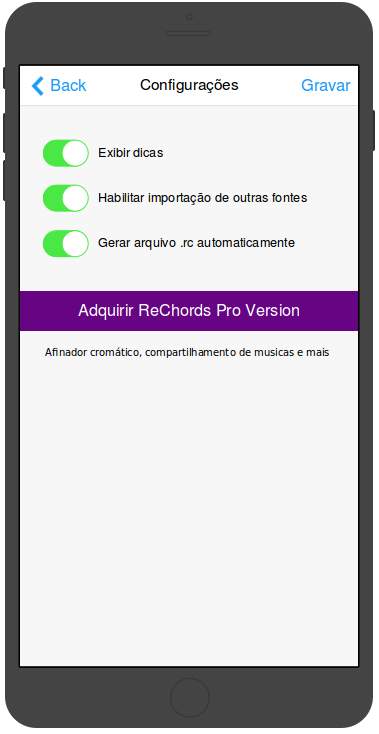 Back
Configurações
Gravar
Exibir dicas
Habilitar importação de outras fontes
Gerar arquivo .rc automaticamente
Adquirir ReChords Pro Version
Afinador cromático, compartilhamento de musicas e mais